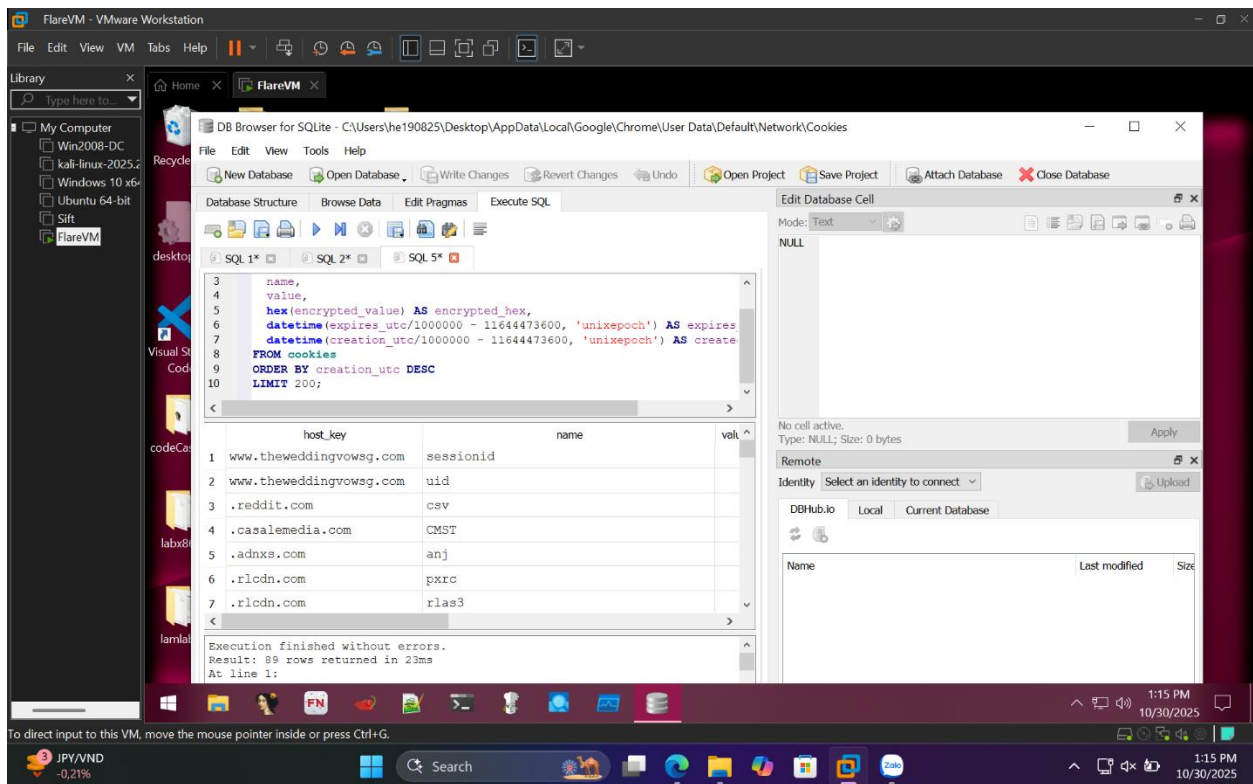 FlareVM - VMware Workstation
File Edit View VM Tabs Help
Library
Type here to...
Home
FlareVM
My Computer
Win2008-DC
kali-linux-2025.2
Windows 10 x6
Ubuntu 64-bit
Sift
FlareVM
Recycle
desktop
Visual St
Cod
codeCas
labx8
lamlal
DB Browser for SQLite - C:\Users\he190825\Desktop\AppData\Local\Google\Chrome\User Data\Default\Network\Cookies
File Edit View Tools Help
New Database Open Database Write Changes Revert Changes Undo Open Project Save Project Attach Database Close Database
Database Structure Browse Data Edit Pragmas Execute SQL
SQL 1* SQL 2* SQL 5*
3 name,
4 value,
5 hex(encrypted_value) AS encrypted_hex,
6 datetime(expires_utc/1000000 - 11644473600, 'unixepoch') AS expires_
7 datetime(creation_utc/1000000 - 11644473600, 'unixepoch') AS create
8 FROM cookies
9 ORDER BY creation_utc DESC
10 LIMIT 200;
host_key name valu
1 www.theweddingvowsg.com sessionid
2 www.theweddingvowsg.com uid
3 .reddit.com csv
4 .casalemedia.com CMST
5 .adnxs.com anj
6 .rlcdn.com pxrc
7 .rlcdn.com rlas3
Execution finished without errors.
Result: 89 rows returned in 23ms
At line 1:
Edit Database Cell
Mode: Text
NULL
No cell active.
Type: NULL; Size: 0 bytes
Apply
Remote
Identity Select an identity to connect Upload
DBHub.io Local Current Database
Name Last modified Size
FN
1:15 PM
10/30/2025
To direct input to this VM, move the mouse pointer inside or press Ctrl+G.
3
JPY/VND
-0,21%
Search
Zalo
1:15 PM
10/30/2025